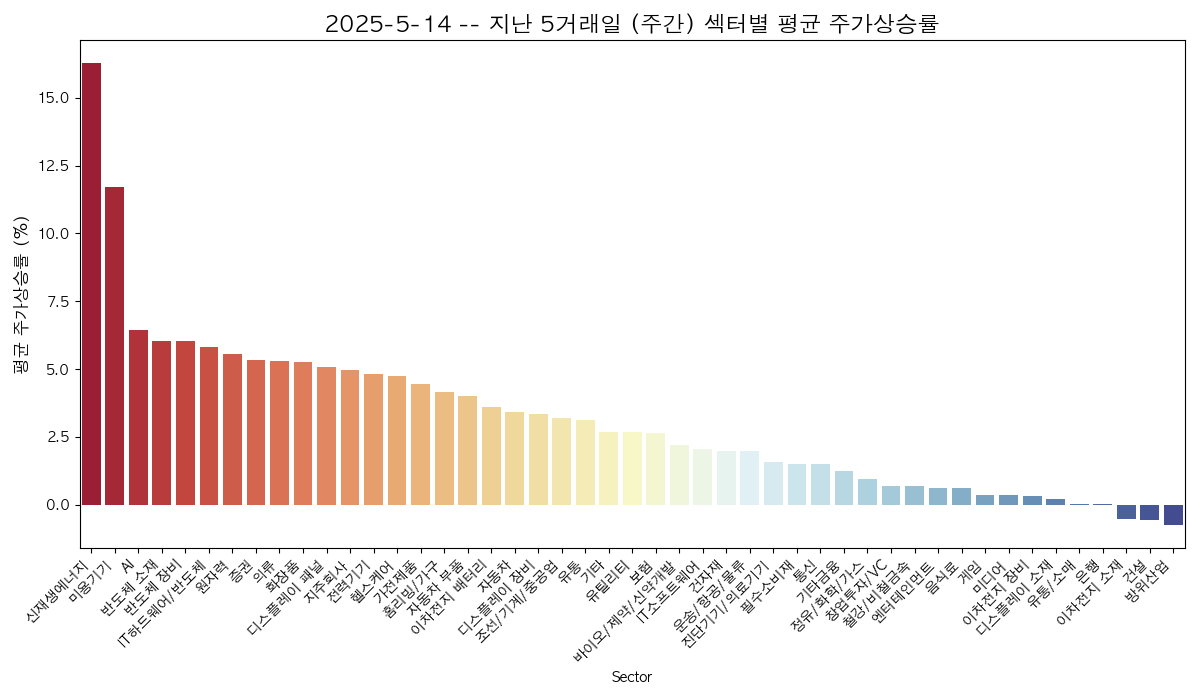 2025-5-14 -- 지난 5거래일 (주간) 섹터별 평균 주가상승률
평균 주가상승률 (%)
15.0
12.5
10.0
7.5
5.0
2.5
0.0
신재생에너지
미용기기
AI
반도체 소재
반도체 장비
IT하드웨어/반도체
원자력
증권
의류
화장품
디스플레이 패널
지주회사
전력기기
헬스케어
가전제품
홈리빙/가구
자동차 부품
이차전지 배터리
자동차
디스플레이 장비
조선/기계/중공업
유통
기타
유틸리티
보험
바이오/제약/신약개발
IT소프트웨어
건자재
운송/항공/물류
진단기기/의료기기
필수소비재
통신
기타금융
정유/화학/가스
창업투자/VC
철강/비철금속
엔터테인먼트
음식료
게임
미디어
이차전지 장비
디스플레이 소재
유통/소매
은행
이차전지 소재
건설
방위산업
Sector